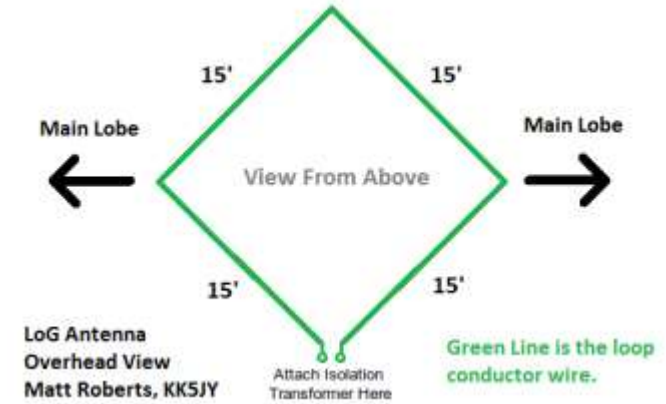 15'
15'
Main Lobe
Main Lobe
View From Above
15'
15'
LoG Antenna
Overhead View
Matt Roberts, KK5JY
Attach Isolation
Transformer Here
Green Line is the loop
conductor wire.